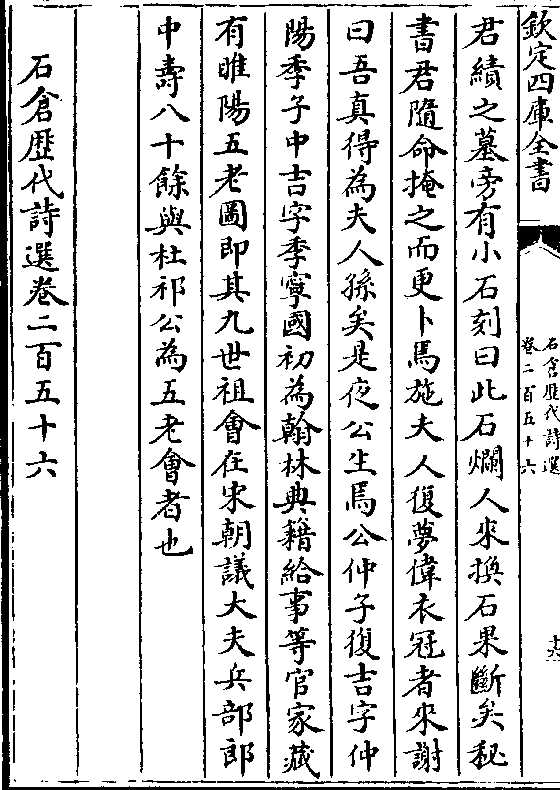 欽定四庫全書
石倉歷代詩選
卷二百五十六
十六
君績之墓旁有小石刻曰此石爛人來換石果斷矣秘
書君隨命掩之而更卜焉施夫人復夢偉衣冠者來謝
曰吾真得為夫人孫矣是夜公生焉公仲子復吉字仲
陽季子中吉字季寧國初為翰林典籍給事等官家藏
有睢陽五老圖即其九世祖會在宋朝議大夫兵部郎
中壽八十餘與杜祁公為五老會者也
石倉歷代詩選卷二百五十六